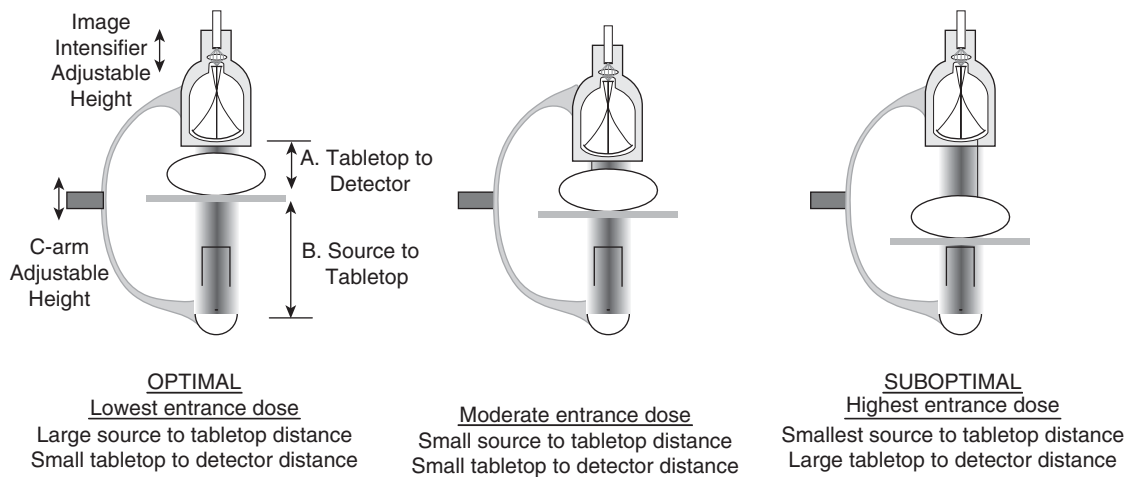 Image
Intensifier
Adjustable
Height
A. Tabletop to
Detector
C-arm
Adjustable
Height
B. Source to
Tabletop
OPTIMAL
Lowest entrance dose
Large source to tabletop distance
Small tabletop to detector distance
Moderate entrance dose
Small source to tabletop distance
Small tabletop to detector distance
SUBOPTIMAL
Highest entrance dose
Smallest source to tabletop distance
Large tabletop to detector distance